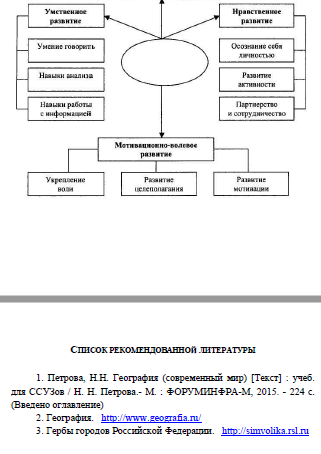 Умственное
развитие
Нравственное
развитие
Умение говорить
Осознание себя
личностью
Навыки анализа
Развитие
активности
Навыки работы
с информацией
Партнерство
и сотрудничество
Мотивационно-волевое
развитие
Укрепление
воли
Развитие
целеполагания
Развитие
мотивации
СПИСОК РЕКОМЕНДОВАННОЙ ЛИТЕРАТУРЫ
1. Петрова, Н.Н. География (современный мир) [Текст] : учеб.
для ССУЗов / Н. Н. Петрова.- М. : ФОРУМИНФРА-М, 2015. - 224 с.
(Введено оглавление)
2. География. http://www.geografia.ru/
3. Гербы городов Российской Федерации. http://simvolika.rsl.ru